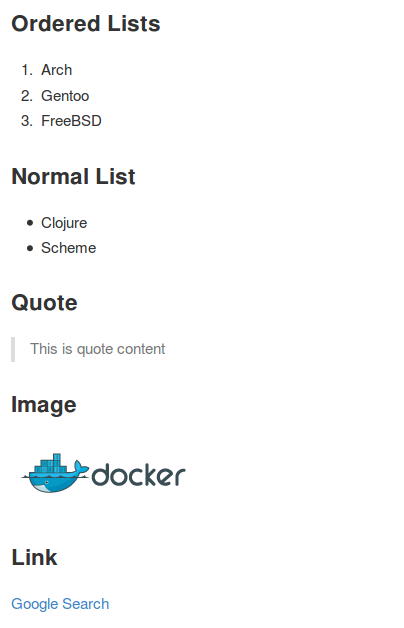 Ordered Lists
1. Arch
2. Gentoo
3. FreeBSD
Normal List
• Clojure
• Scheme
Quote
This is quote content
Image
docker
Link
Google Search